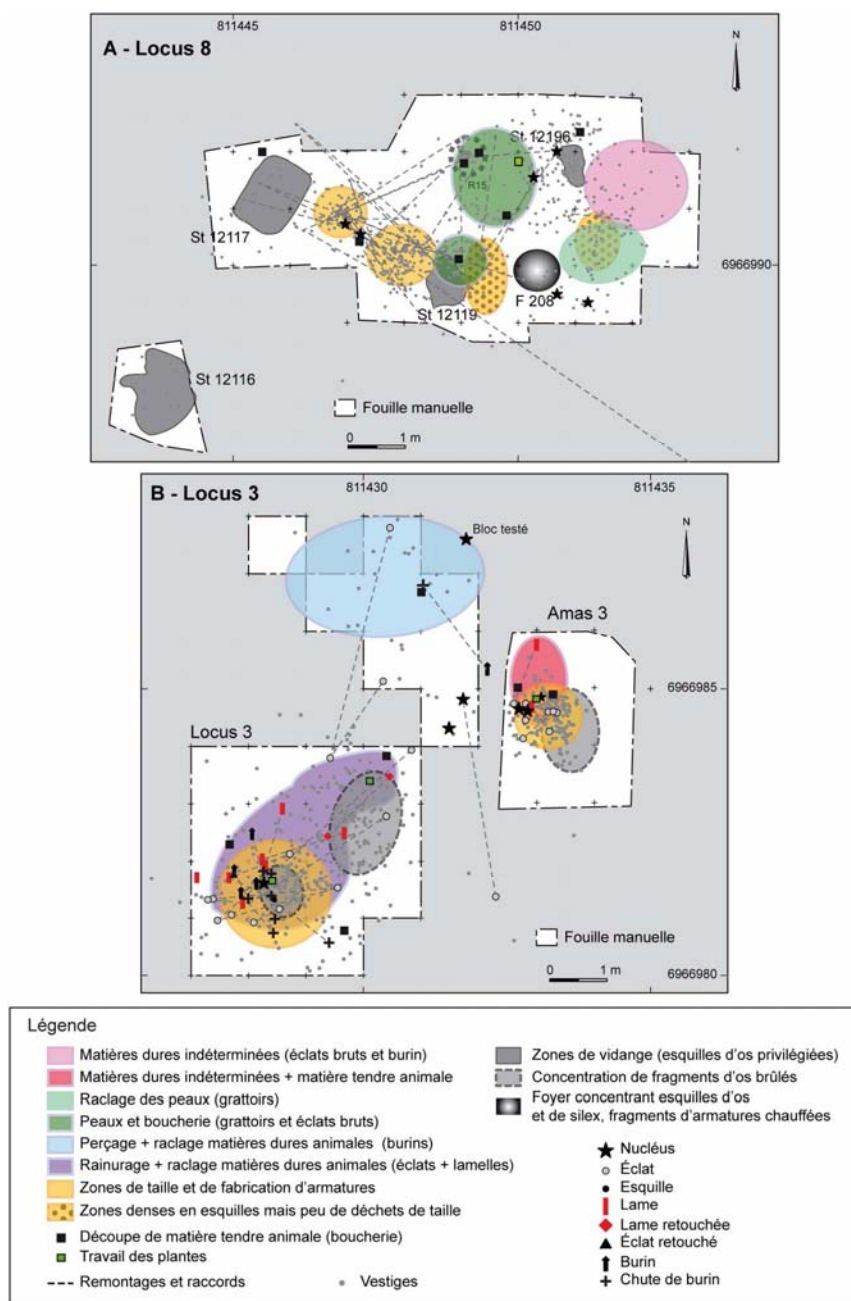 811445
811450
A - Locus 8
N
St 12196
R15
St 12117
6966990
St 12119
F 208
St 12116
Fouille manuelle
0 1 m
B - Locus 3
811430
811435
N
Bloc testé
Amas 3
6966985
Locus 3
Fouille manuelle
0 1 m
6966980
Légende
Matières dures indéterminées (éclats bruts et burin)
Matières dures indéterminées + matière tendre animale
Raclage des peaux (grattoirs)
Peaux et boucherie (grattoirs et éclats bruts)
Perçage + raclage matières dures animales (burins)
Rainurage + raclage matières dures animales (éclats + lamelles)
Zones de taille et de fabrication d'armatures
Zones denses en esquilles mais peu de déchets de taille
Découpe de matière tendre animale (boucherie)
Travail des plantes
Remontages et raccords
Vestiges
Zones de vidange (esquilles d'os privilégiées)
Concentration de fragments d'os brûlés
Foyer concentrant esquilles d'os
et de silex, fragments d'armatures chauffées
Nucléus
Éclat
Esquille
Lame
Lame retouchée
Éclat retouché
Burin
Chute de burin